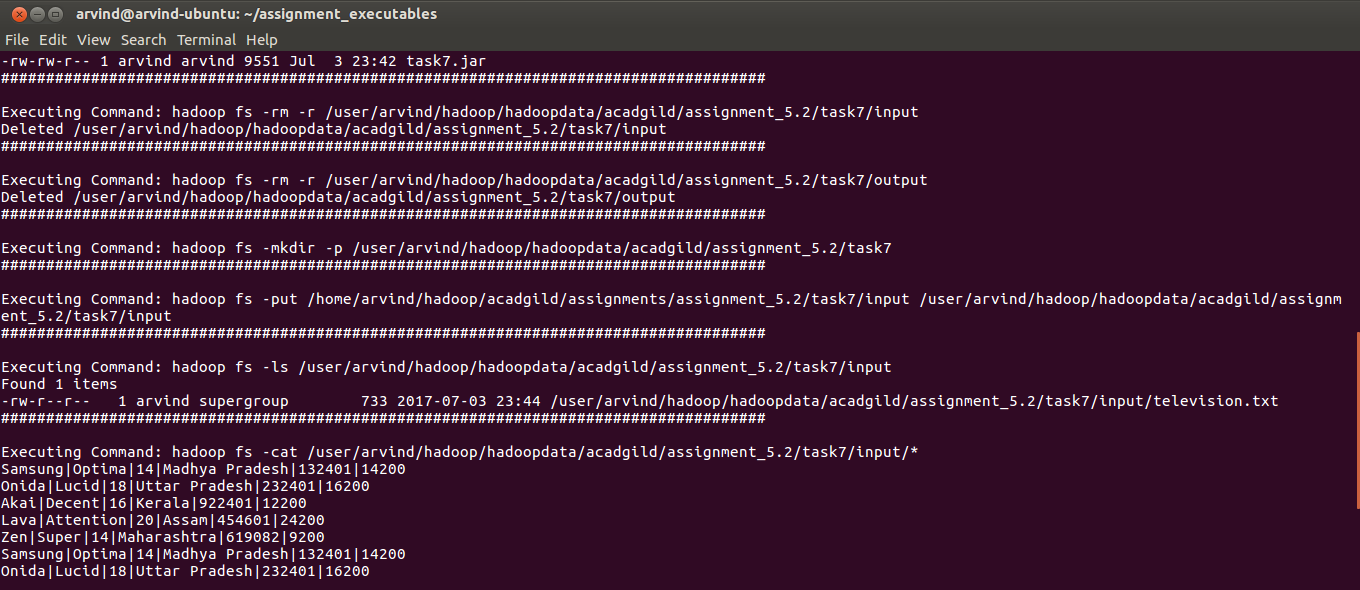 arvind@arvind-ubuntu: ~/assignment_executables
File Edit View Search Terminal Help
-rw-rw-r-- 1 arvind arvind 9551 Jul  3 23:42 task7.jar
#####################################################################################
Executing Command: hadoop fs -rm -r /user/arvind/hadoop/hadoopdata/acadgild/assignment_5.2/task7/input
Deleted /user/arvind/hadoop/hadoopdata/acadgild/assignment_5.2/task7/input
#####################################################################################
Executing Command: hadoop fs -rm -r /user/arvind/hadoop/hadoopdata/acadgild/assignment_5.2/task7/output
Deleted /user/arvind/hadoop/hadoopdata/acadgild/assignment_5.2/task7/output
#####################################################################################
Executing Command: hadoop fs -mkdir -p /user/arvind/hadoop/hadoopdata/acadgild/assignment_5.2/task7
#####################################################################################
Executing Command: hadoop fs -put /home/arvind/hadoop/acadgild/assignments/assignment_5.2/task7/input /user/arvind/hadoop/hadoopdata/acadgild/assignm
ent_5.2/task7/input
#####################################################################################
Executing Command: hadoop fs -ls /user/arvind/hadoop/hadoopdata/acadgild/assignment_5.2/task7/input
Found 1 items
-rw-r--r--   1 arvind supergroup        733 2017-07-03 23:44 /user/arvind/hadoop/hadoopdata/acadgild/assignment_5.2/task7/input/television.txt
#####################################################################################
Executing Command: hadoop fs -cat /user/arvind/hadoop/hadoopdata/acadgild/assignment_5.2/task7/input/*
Samsung|Optima|14|Madhya Pradesh|132401|14200
Onida|Lucid|18|Uttar Pradesh|232401|16200
Akai|Decent|16|Kerala|922401|12200
Lava|Attention|20|Assam|454601|24200
Zen|Super|14|Maharashtra|619082|9200
Samsung|Optima|14|Madhya Pradesh|132401|14200
Onida|Lucid|18|Uttar Pradesh|232401|16200